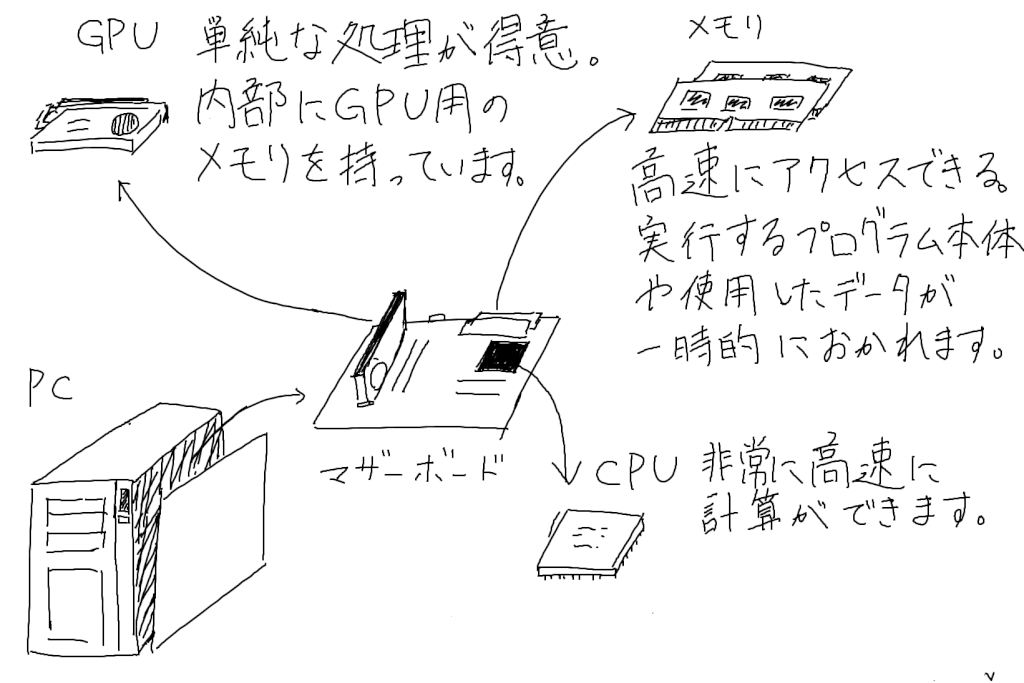 GPU 単純な処理が得意。
内部にGPU用の
メモリを持っています。
メモリ
高速にアクセスできる。
実行するプログラム本体
や使用したデータが
一時的におかれます。
PC
マザーボード
CPU 非常に高速に
計算ができます。